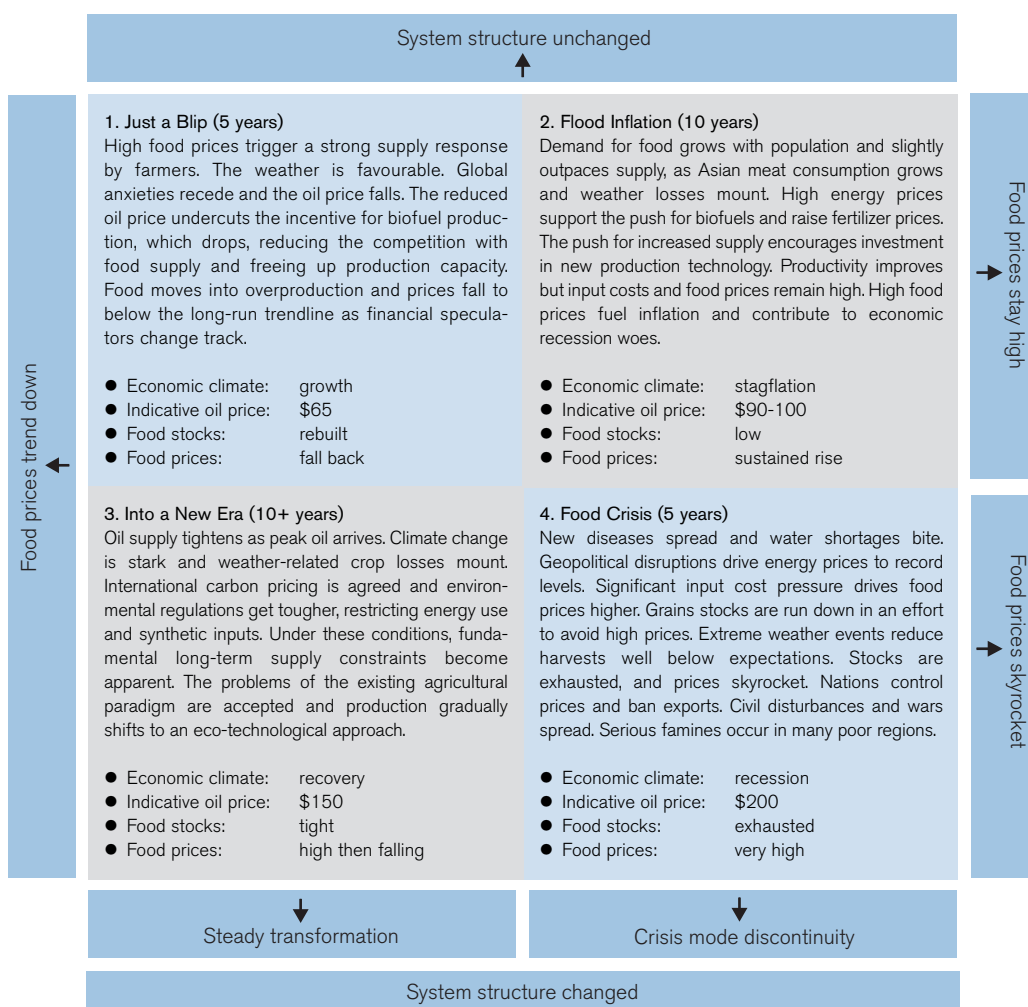 System structure unchanged
1. Just a Blip (5 years)
High food prices trigger a strong supply response
by farmers. The weather is favourable. Global
anxieties recede and the oil price falls. The reduced
oil price undercuts the incentive for biofuel produc-
tion, which drops, reducing the competition with
food supply and freeing up production capacity.
Food moves into overproduction and prices fall to
below the long-run trendline as financial specula-
tors change track.
● Economic climate: growth
● Indicative oil price: $65
● Food stocks: rebuilt
● Food prices: fall back
2. Flood Inflation (10 years)
Demand for food grows with population and slightly
outpaces supply, as Asian meat consumption grows
and weather losses mount. High energy prices
support the push for biofuels and raise fertilizer prices.
The push for increased supply encourages investment
in new production technology. Productivity improves
but input costs and food prices remain high. High food
prices fuel inflation and contribute to economic
recession woes.
● Economic climate: stagflation
● Indicative oil price: $90-100
● Food stocks: low
● Food prices: sustained rise
Food prices trend down
Food prices stay high
3. Into a New Era (10+ years)
Oil supply tightens as peak oil arrives. Climate change
is stark and weather-related crop losses mount.
International carbon pricing is agreed and environ-
mental regulations get tougher, restricting energy use
and synthetic inputs. Under these conditions, funda-
mental long-term supply constraints become
apparent. The problems of the existing agricultural
paradigm are accepted and production gradually
shifts to an eco-technological approach.
● Economic climate: recovery
● Indicative oil price: $150
● Food stocks: tight
● Food prices: high then falling
4. Food Crisis (5 years)
New diseases spread and water shortages bite.
Geopolitical disruptions drive energy prices to record
levels. Significant input cost pressure drives food
prices higher. Grains stocks are run down in an effort
to avoid high prices. Extreme weather events reduce
harvests well below expectations. Stocks are
exhausted, and prices skyrocket. Nations control
prices and ban exports. Civil disturbances and wars
spread. Serious famines occur in many poor regions.
● Economic climate: recession
● Indicative oil price: $200
● Food stocks: exhausted
● Food prices: very high
Food prices skyrocket
Steady transformation
Crisis mode discontinuity
System structure changed